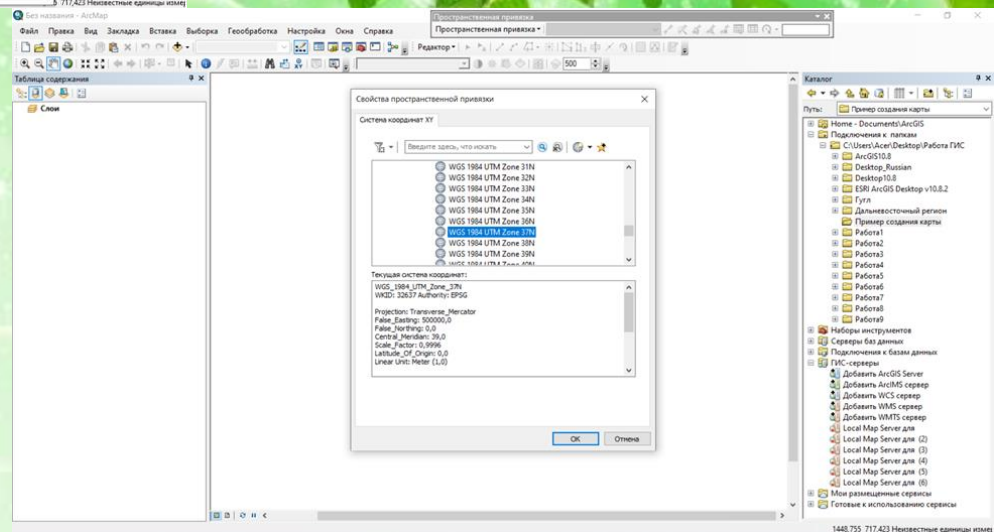 5 717,423 Неизвестные единицы измер
Без названия - ArcMap
Файл Правка Вид Закладка Вставка Выборка Геообработка Настройка Окна Справка
Пространственная привязка
Пространственная привязка
Редактор
500
Таблица содержания
Слои
Свойства пространственной привязки
Система координат XY
Введите здесь, что искать
WGS 1984 UTM Zone 31N
WGS 1984 UTM Zone 32N
WGS 1984 UTM Zone 33N
WGS 1984 UTM Zone 34N
WGS 1984 UTM Zone 35N
WGS 1984 UTM Zone 36N
WGS 1984 UTM Zone 37N
WGS 1984 UTM Zone 38N
WGS 1984 UTM Zone 39N
WGS 1984 UTM Zone 40N
Текущая система координат:
WGS_1984_UTM_Zone_37N
WKID: 32637 Authority: EPSG
Projection: Transverse_Mercator
False_Easting: 500000,0
False_Northing: 0,0
Central_Meridian: 39,0
Scale_Factor: 0,9996
Latitude_Of_Origin: 0,0
Linear Unit: Meter (1,0)
OK Отмена
Каталог
Путь: Пример создания карты
Home - Documents\ArcGIS
Подключения к папкам
C:\Users\Acer\Desktop\Работа ГИС
ArcGIS10.8
Desktop_Russian
Desktop10.8
ESRI ArcGIS Desktop v10.8.2
Гугл
Дальневосточный регион
Пример создания карты
Работа1
Работа2
Работа3
Работа4
Работа5
Работа6
Работа7
Работа8
Работа9
Наборы инструментов
Серверы баз данных
Подключения к базам данных
ГИС-серверы
Добавить ArcGIS Server
Добавить ArcIMS сервер
Добавить WCS сервер
Добавить WMS сервер
Добавить WMTS сервер
Local Map Server для
Local Map Server для (2)
Local Map Server для (3)
Local Map Server для (4)
Local Map Server для (5)
Local Map Server для (6)
Мои размещенные сервисы
Готовые к использованию сервисы
1448,755 717,423 Неизвестные единицы измер